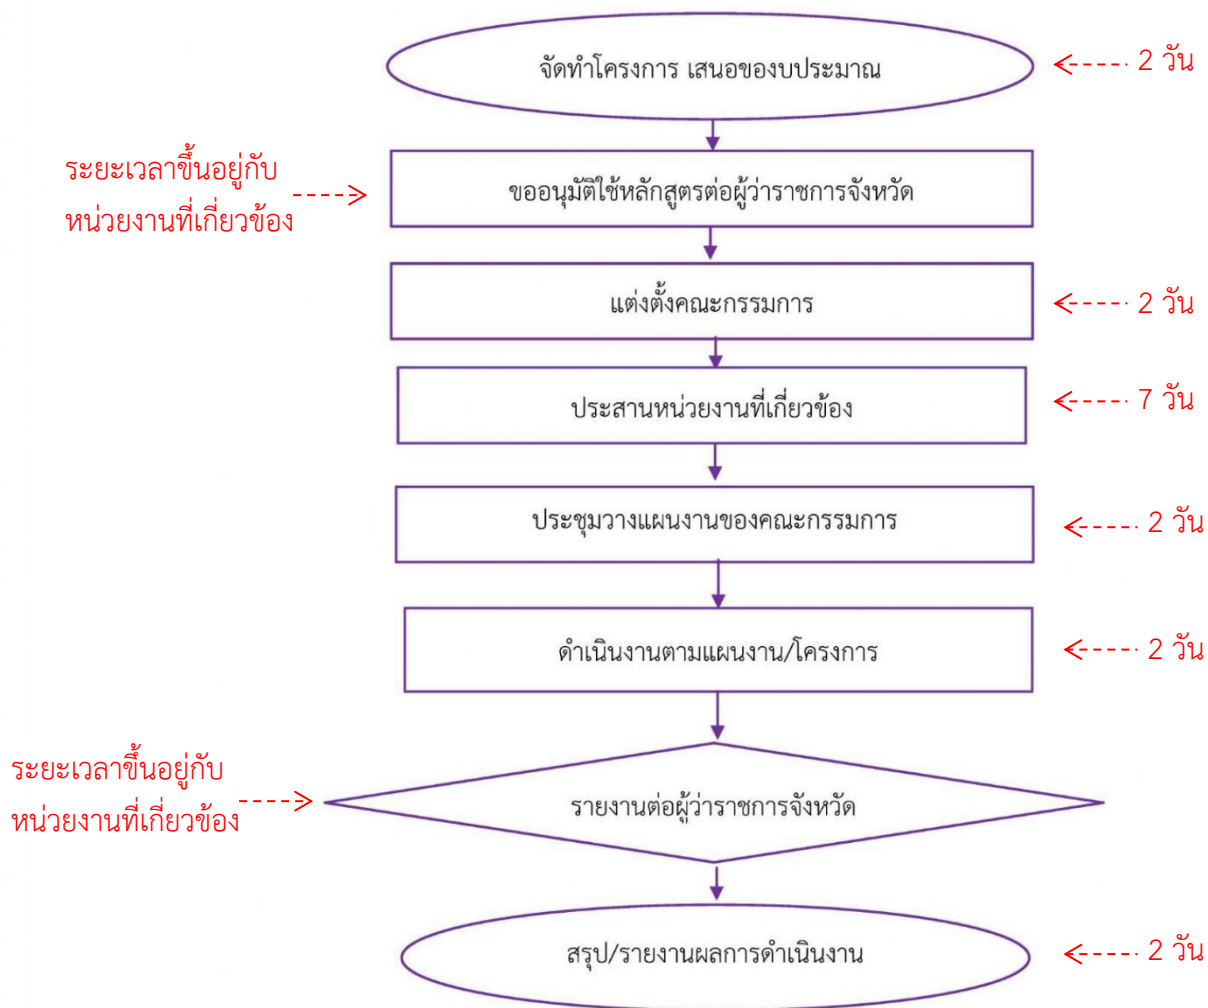 จัดทำโครงการ เสนอของบประมาณ
2 วัน
ระยะเวลาขึ้นอยู่กับ
หน่วยงานที่เกี่ยวข้อง
ขออนุมัติใช้หลักสูตรต่อผู้ว่าราชการจังหวัด
แต่งตั้งคณะกรรมการ
2 วัน
ประสานหน่วยงานที่เกี่ยวข้อง
7 วัน
ประชุมวางแผนงานของคณะกรรมการ
2 วัน
ดำเนินงานตามแผนงาน/โครงการ
2 วัน
ระยะเวลาขึ้นอยู่กับ
หน่วยงานที่เกี่ยวข้อง
รายงานต่อผู้ว่าราชการจังหวัด
สรุป/รายงานผลการดำเนินงาน
2 วัน